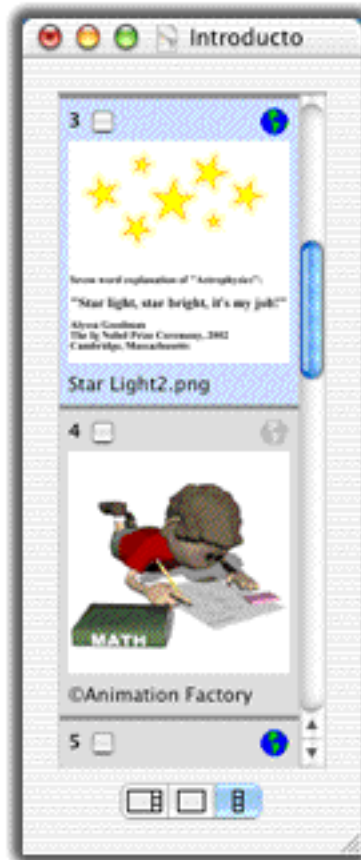 Introducto
3
Seven word explanation of "Astrophysics":
"Star light, star bright, it's my job!"
Alyssa Goodman
The Ig Nobel Prize Ceremony, 2002
Cambridge, Massachusetts
Star Light2.png
4
MATH
©Animation Factory
5